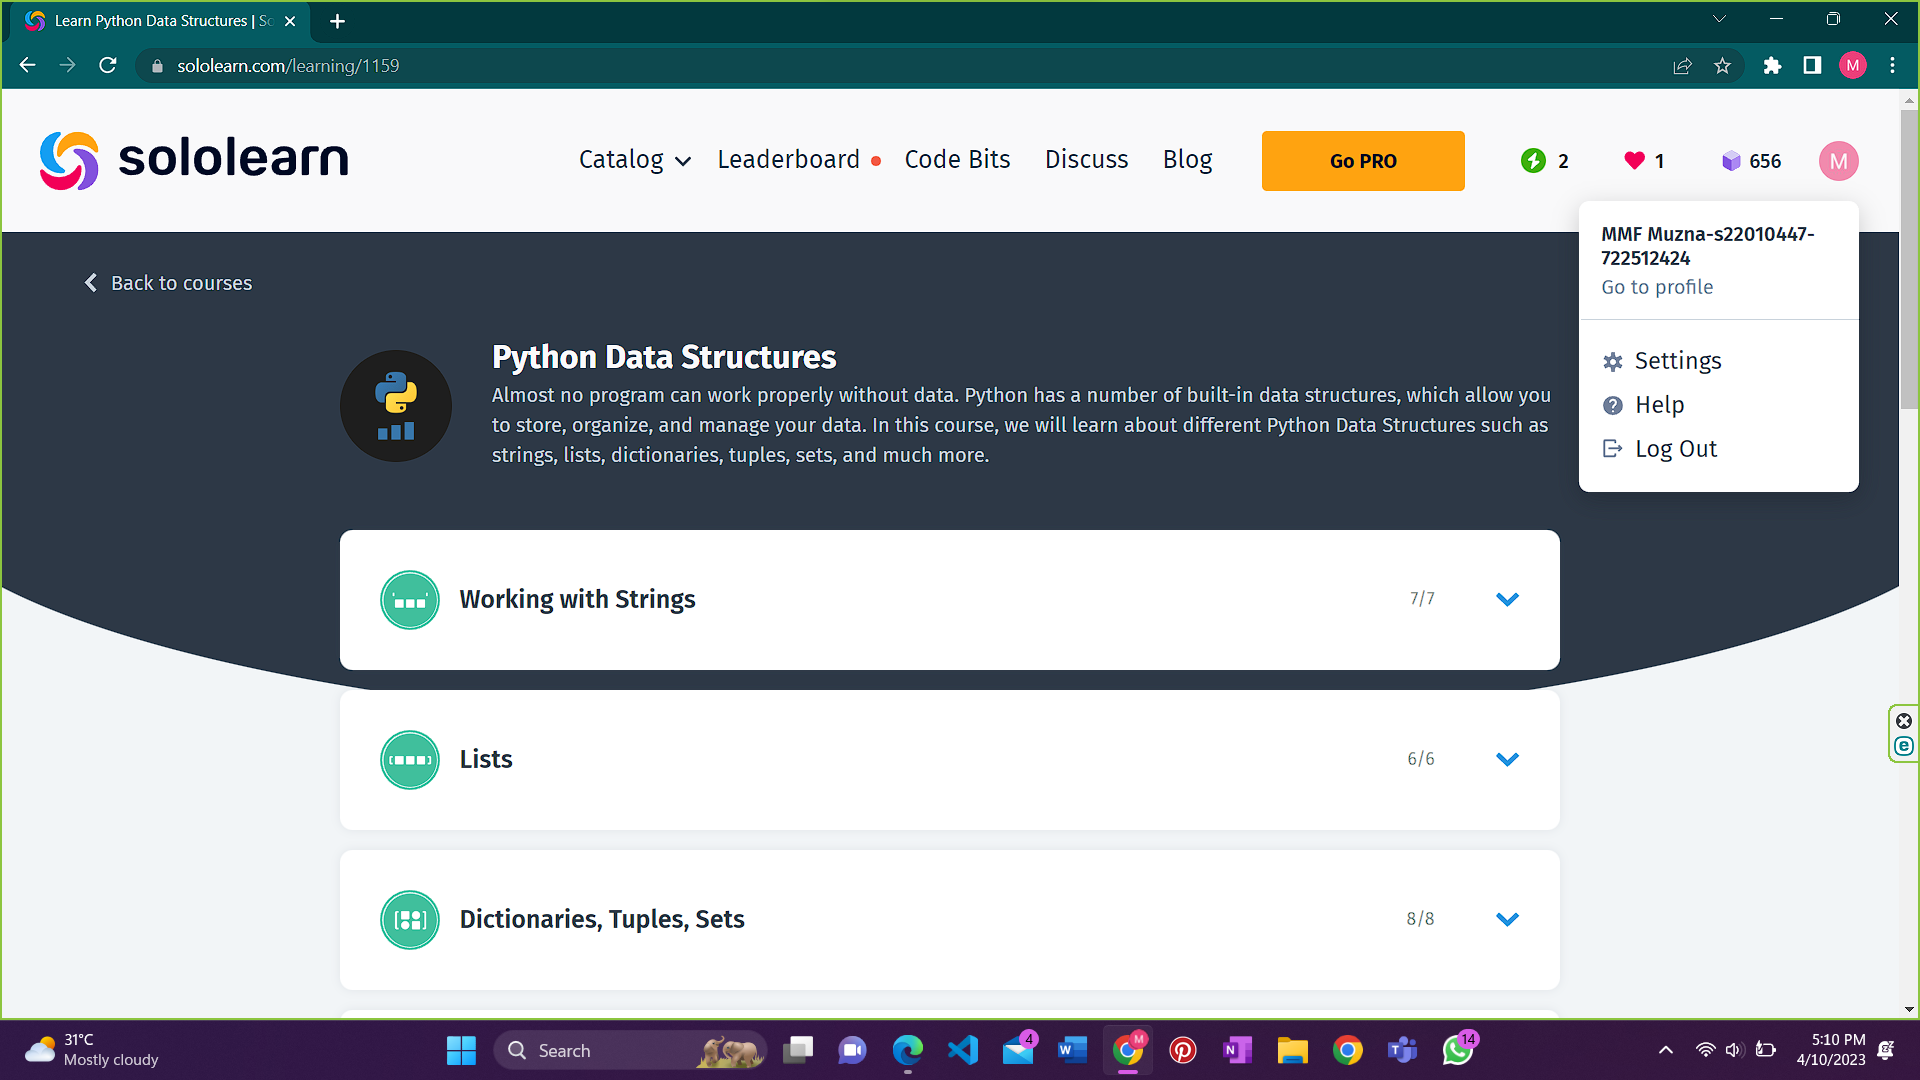 Learn Python Data Structures | So
sololearn.com/learning/1159
M
sololearn
Catalog
Leaderboard
Code Bits
Discuss
Blog
Go PRO
2
1
656
M
MMF Muzna-s22010447-
722512424
Go to profile
Settings
Help
Log Out
Back to courses
Python Data Structures
Almost no program can work properly without data. Python has a number of built-in data structures, which allow you
to store, organize, and manage your data. In this course, we will learn about different Python Data Structures such as
strings, lists, dictionaries, tuples, sets, and much more.
Working with Strings
7/7
Lists
6/6
Dictionaries, Tuples, Sets
8/8
31°C
Mostly cloudy
Search
4
W
M
N
T
14
5:10 PM
4/10/2023